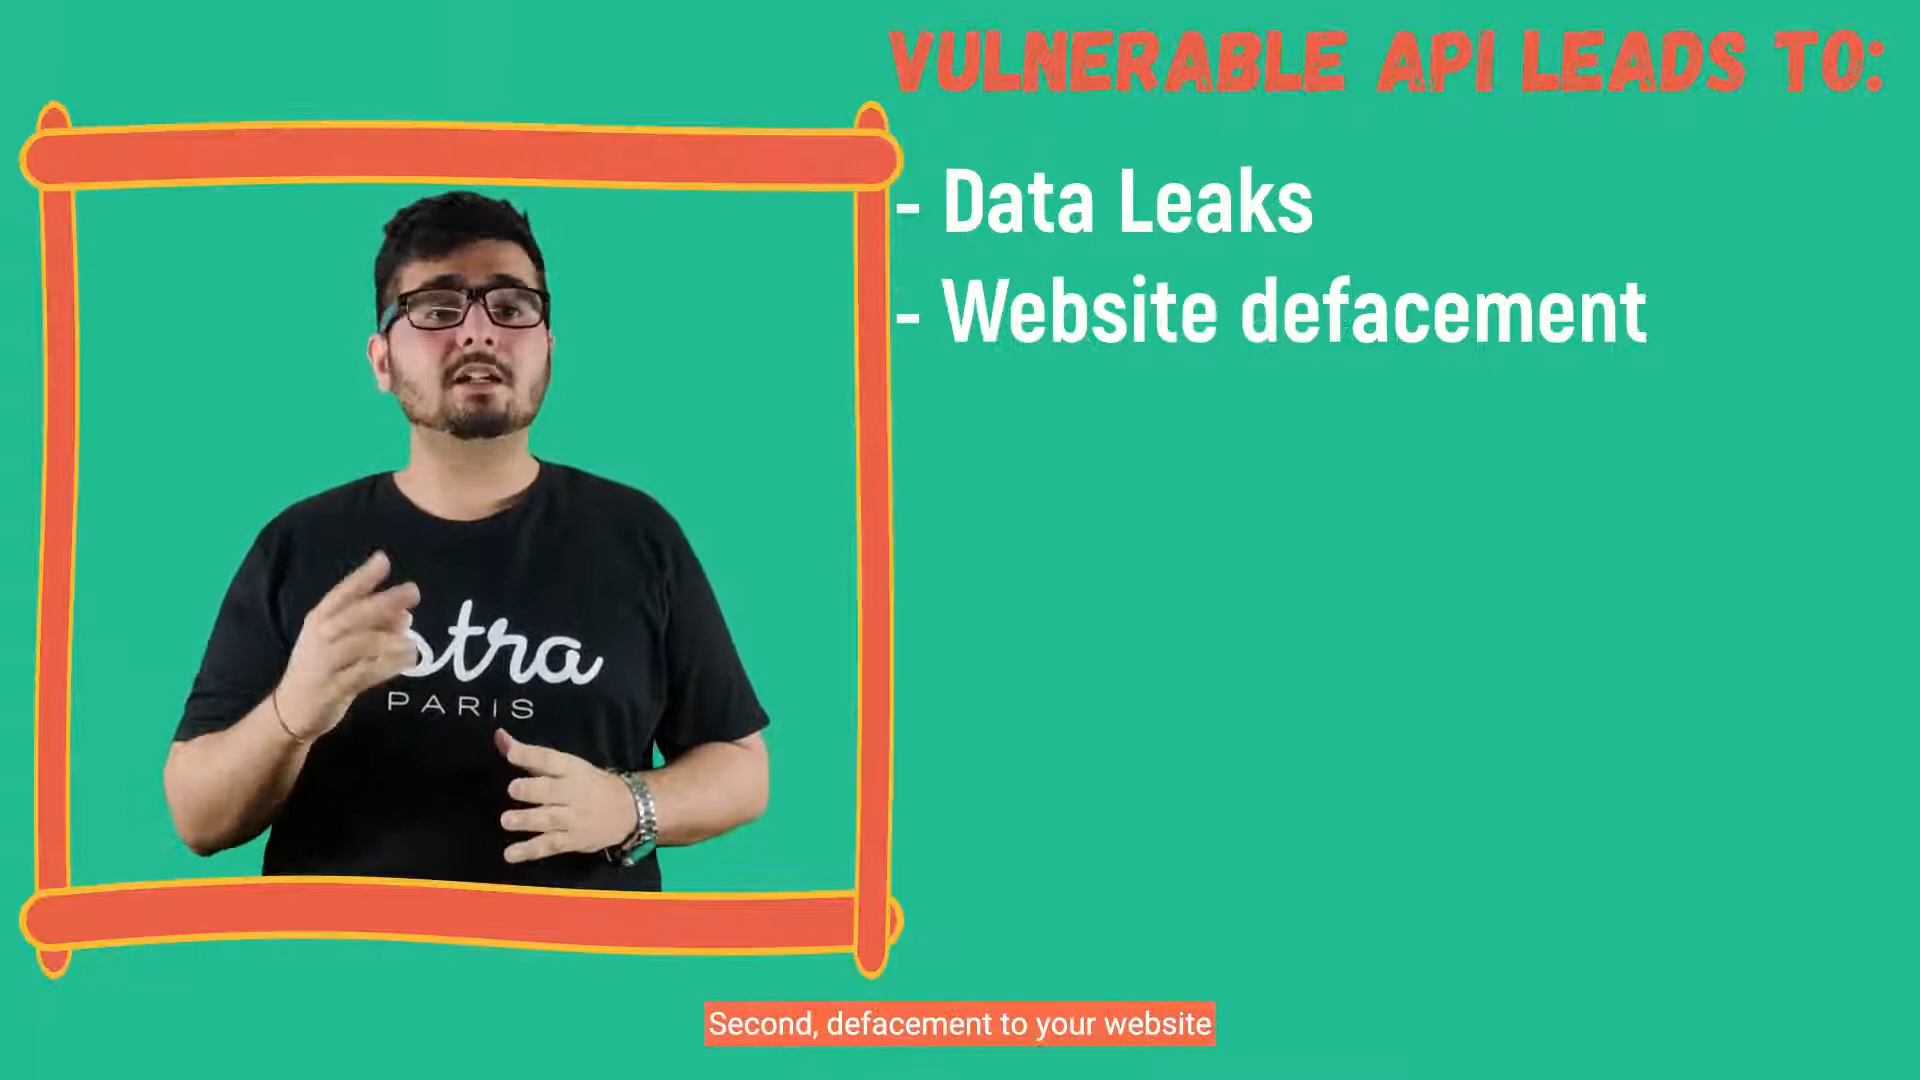 VULNERABLE API LEADS TO:
- Data Leaks
- Website defacement
stra
PARIS
Second, defacement to your website